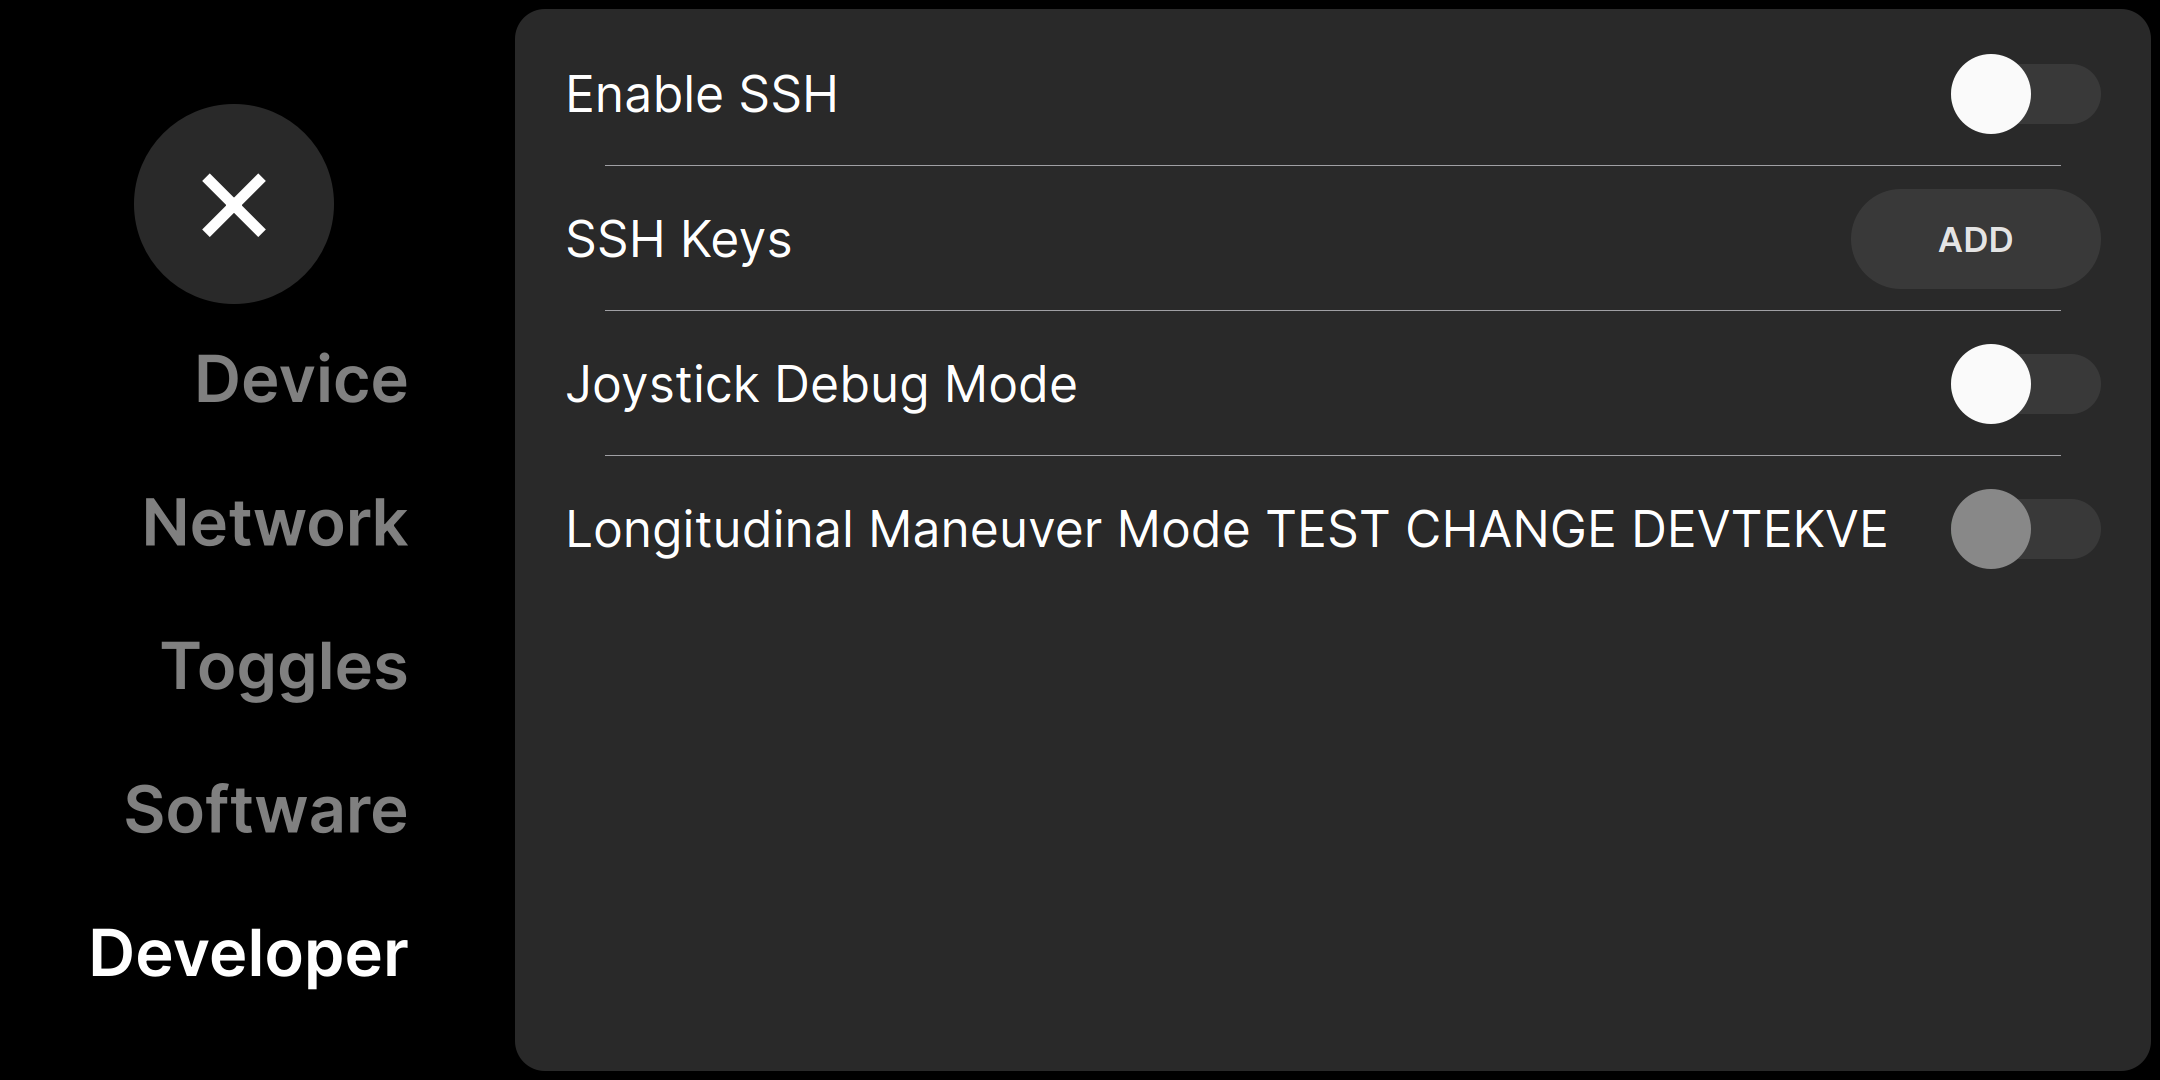 Device
Network
Toggles
Software
Developer
Enable SSH
SSH Keys
ADD
Joystick Debug Mode
Longitudinal Maneuver Mode TEST CHANGE DEVTEKVE